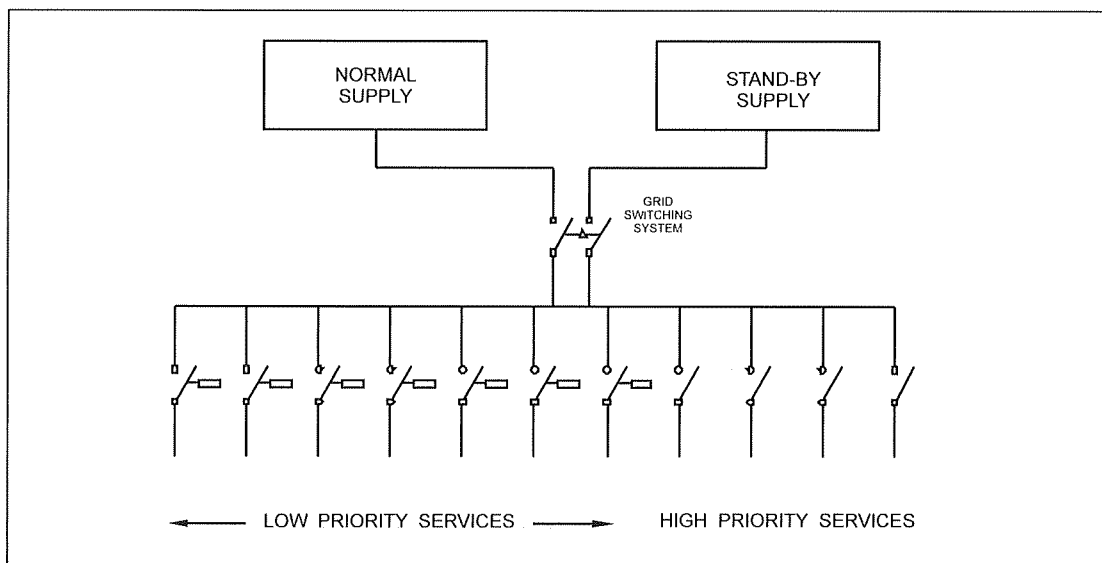 NORMAL
SUPPLY
STAND-BY
SUPPLY
GRID
SWITCHING
SYSTEM
LOW PRIORITY SERVICES
HIGH PRIORITY SERVICES